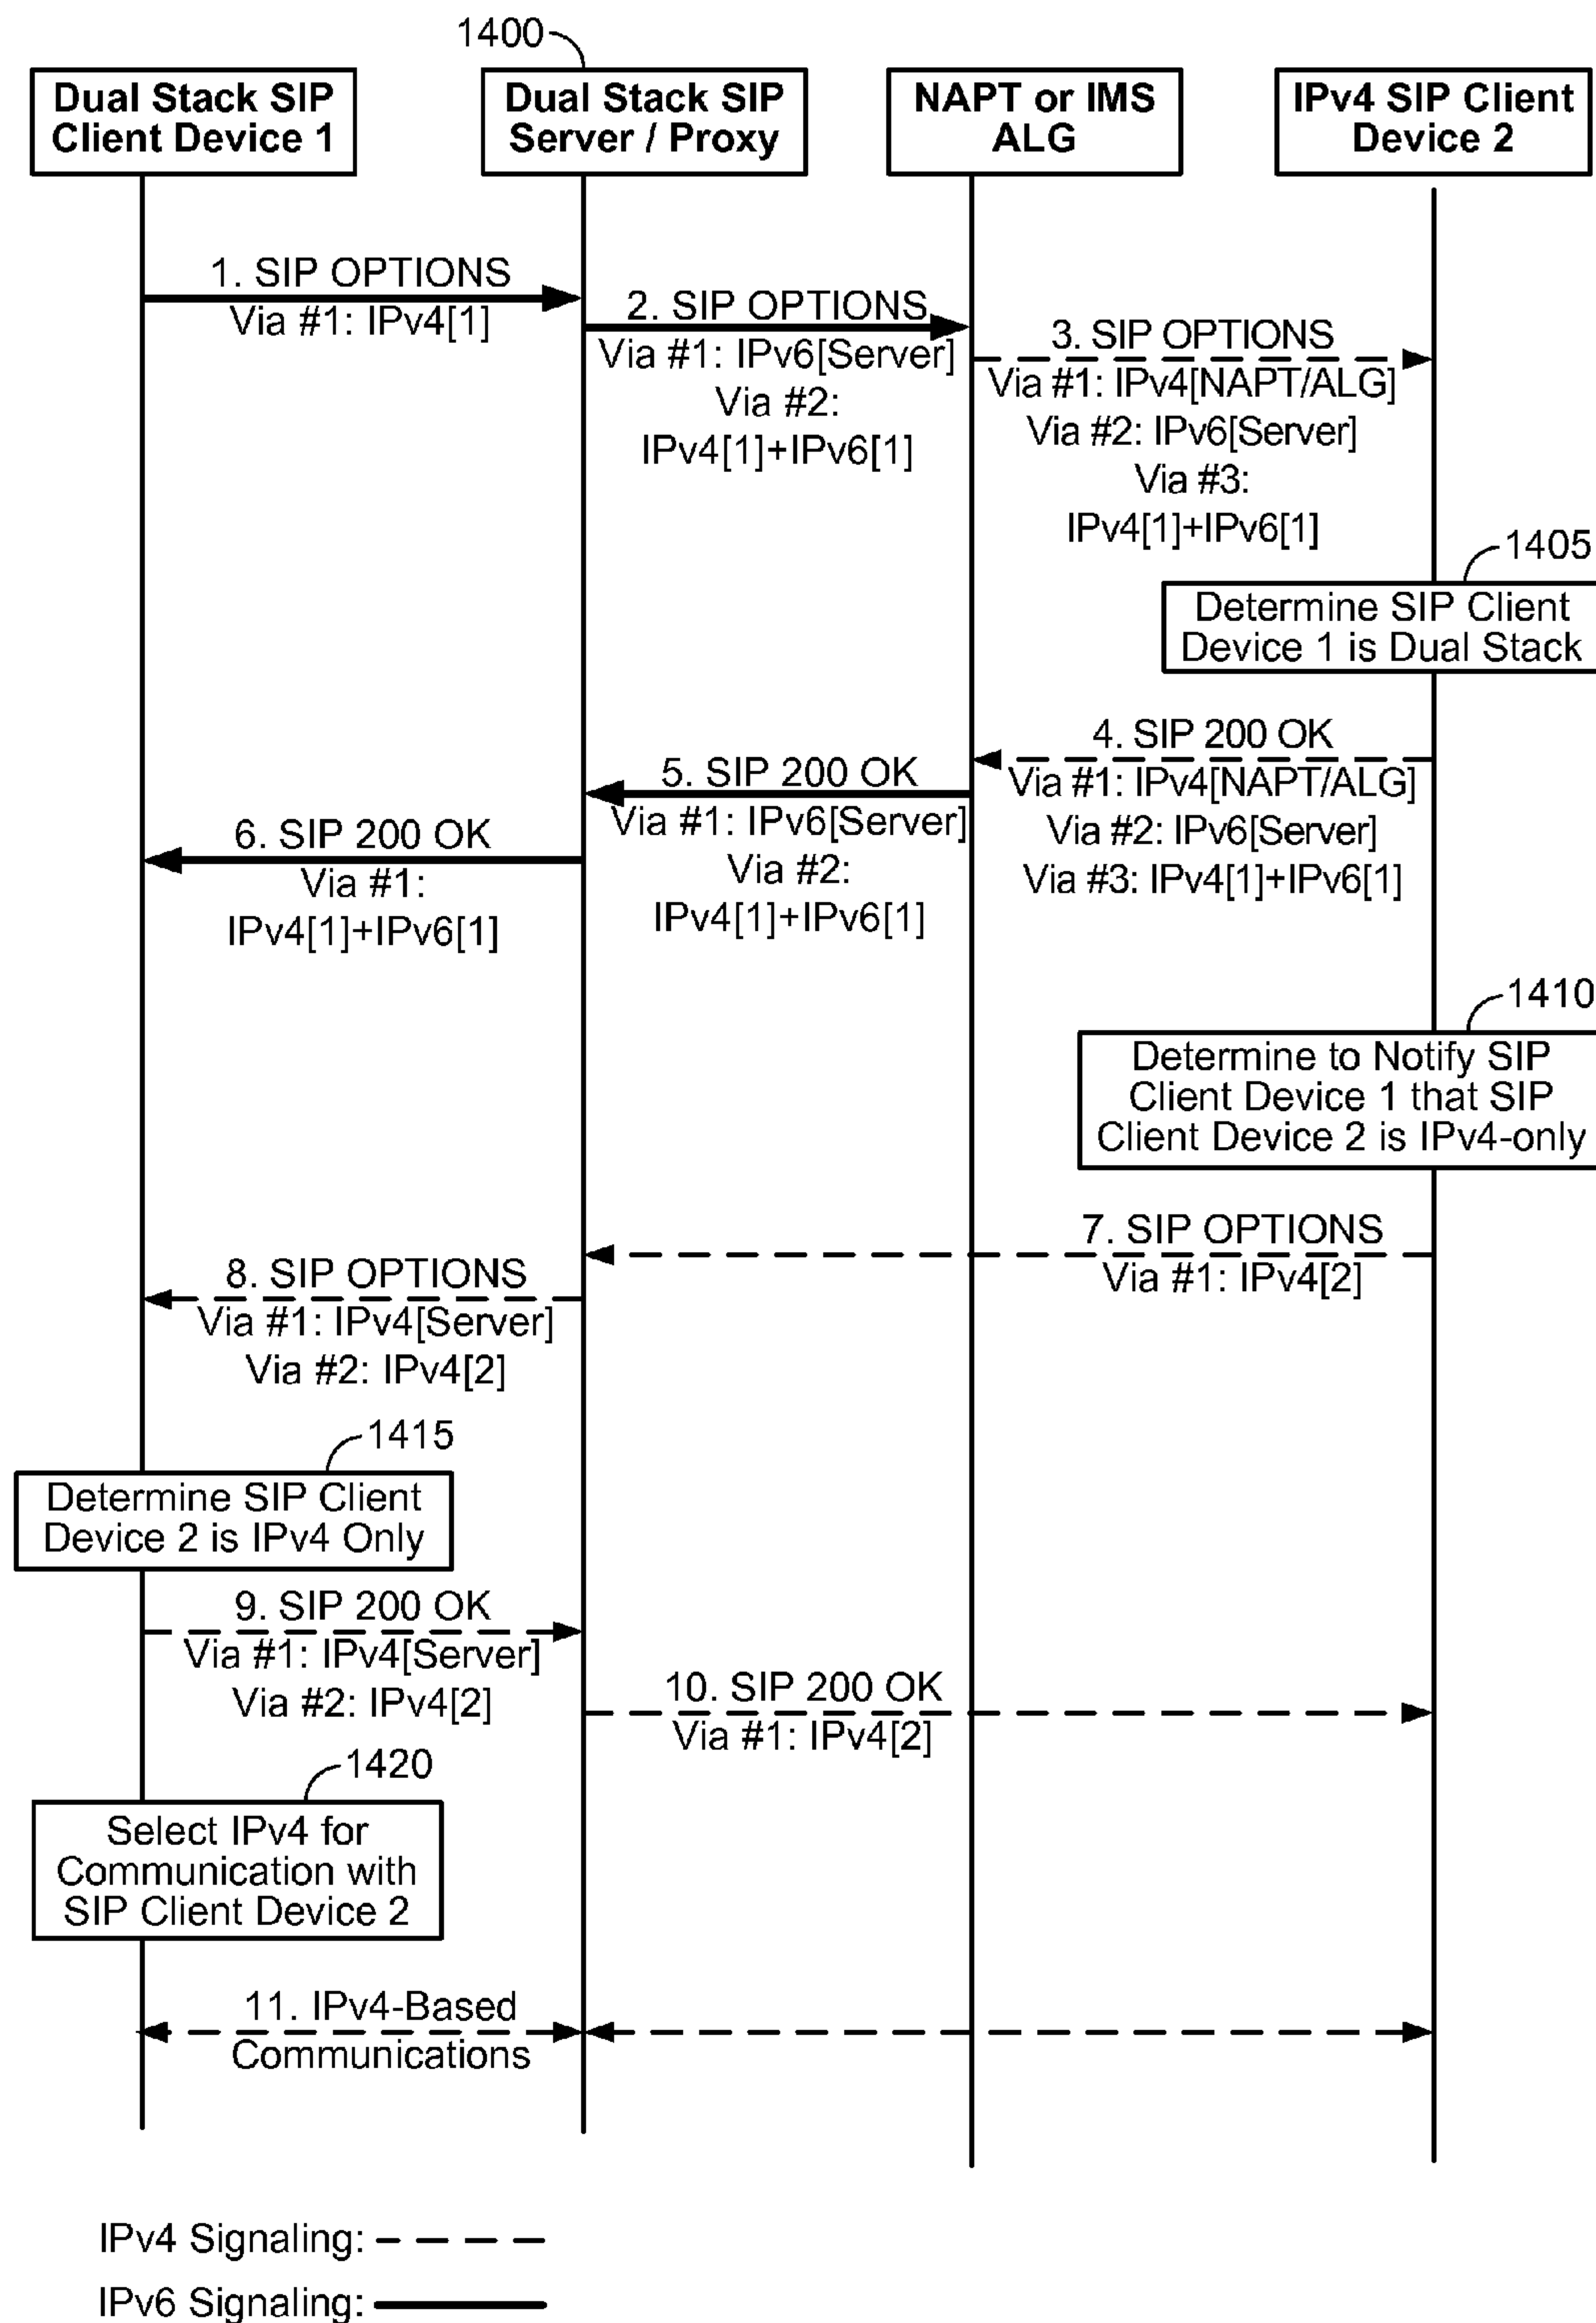 1400
Dual Stack SIP
Client Device 1
Dual Stack SIP
Server / Proxy
NAPT or IMS
ALG
IPv4 SIP Client
Device 2
1. SIP OPTIONS
Via #1: IPv4[1]
2. SIP OPTIONS
Via #1: IPv6[Server]
Via #2:
IPv4[1]+IPv6[1]
3. SIP OPTIONS
Via #1: IPv4[NAPT/ALG]
Via #2: IPv6[Server]
Via #3:
IPv4[1]+IPv6[1]
1405
Determine SIP Client
Device 1 is Dual Stack
4. SIP 200 OK
Via #1: IPv4[NAPT/ALG]
Via #2: IPv6[Server]
Via #3: IPv4[1]+IPv6[1]
5. SIP 200 OK
Via #1: IPv6[Server]
Via #2:
IPv4[1]+IPv6[1]
6. SIP 200 OK
Via #1:
IPv4[1]+IPv6[1]
1410
Determine to Notify SIP
Client Device 1 that SIP
Client Device 2 is IPv4-only
7. SIP OPTIONS
Via #1: IPv4[2]
8. SIP OPTIONS
Via #1: IPv4[Server]
Via #2: IPv4[2]
1415
Determine SIP Client
Device 2 is IPv4 Only
9. SIP 200 OK
Via #1: IPv4[Server]
Via #2: IPv4[2]
10. SIP 200 OK
Via #1: IPv4[2]
1420
Select IPv4 for
Communication with
SIP Client Device 2
11. IPv4-Based
Communications
IPv4 Signaling:
IPv6 Signaling: